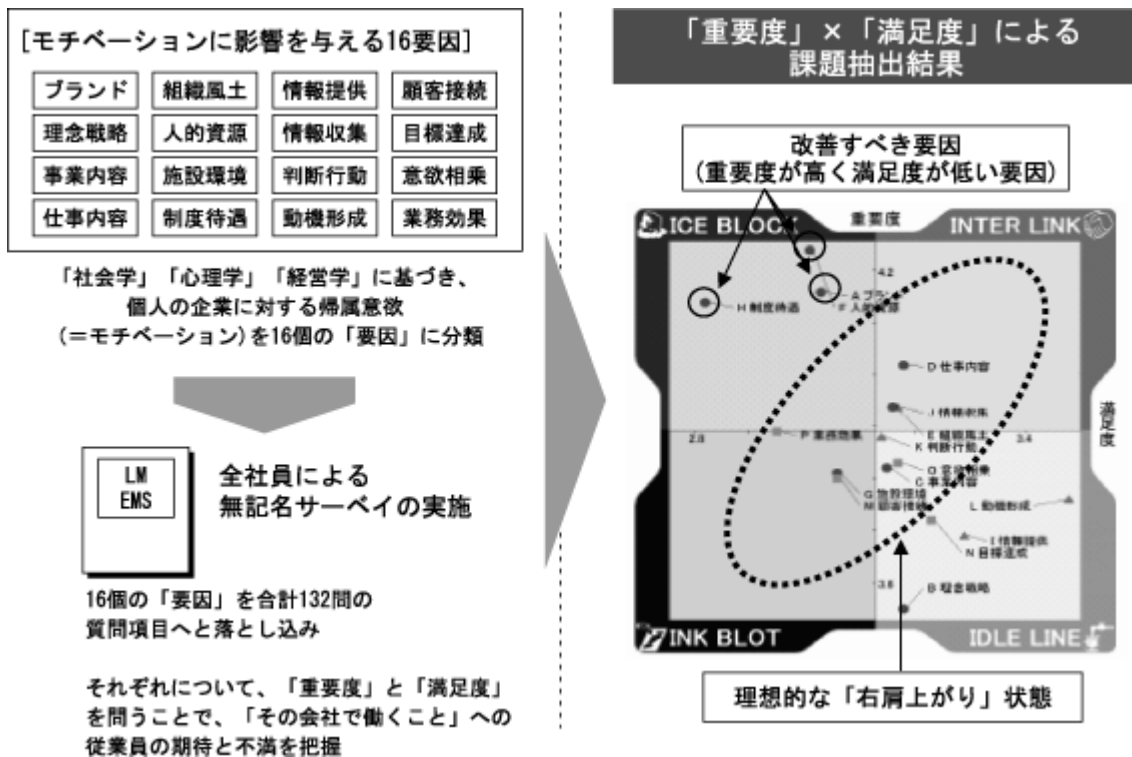 [モチベーションに影響を与える16要因]
ブランド 組織風土 情報提供 顧客接続
理念戦略 人的資源 情報収集 目標達成
事業内容 施設環境 判断行動 意欲相乗
仕事内容 制度待遇 動機形成 業務効果
「社会学」「心理学」「経営学」に基づき、
個人の企業に対する帰属意欲
(＝モチベーション)を16個の「要因」に分類
LM
EMS
全社員による
無記名サーベイの実施
16個の「要因」を合計132問の
質問項目へと落とし込み
それぞれについて、「重要度」と「満足度」
を問うことで、「その会社で働くこと」への
従業員の期待と不満を把握
「重要度」×「満足度」による
課題抽出結果
改善すべき要因
(重要度が高く満足度が低い要因)
ICE BLOCK
重要度
INTER LINK
4.2
A ブランド
F 人的資源
H 制度待遇
D 仕事内容
J 情報収集
E 組織風土
K 判断行動
P 業務効果
2.8
3.4
満足度
O 意欲相乗
C 事業内容
G 施設環境
M 顧客接続
L 動機形成
I 情報提供
N 目標達成
3.8
B 理念戦略
INK BLOT
IDLE LINE
理想的な「右肩上がり」状態